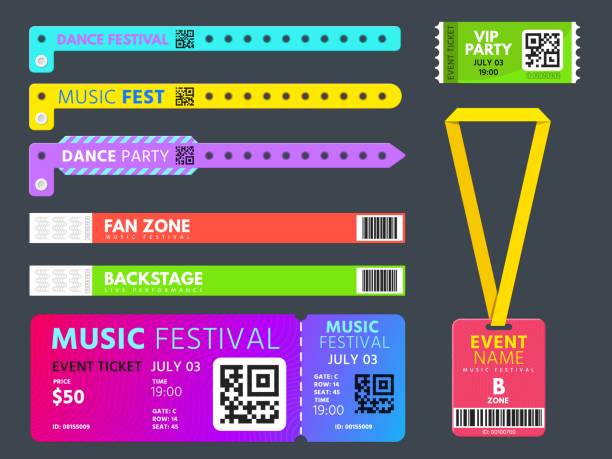 DANCE FESTIVAL
MUSIC FEST
DANCE PARTY
FAN ZONE
MUSIC FESTIVAL
BACKSTAGE
LIVE PERFORMANCE
MUSIC FESTIVAL
EVENT TICKET JULY 03
PRICE
$50
TIME
19:00
GATE: C
ROW: 14
SEAT: 45
ID: 00155009
MUSIC
FESTIVAL
JULY 03
GATE: C
ROW: 14
SEAT: 45
TIME
19:00
ID: 00155009
EVENT TICKET
VIP
PARTY
JULY 03
19:00
EVENT
NAME
MUSIC FESTIVAL
B
ZONE